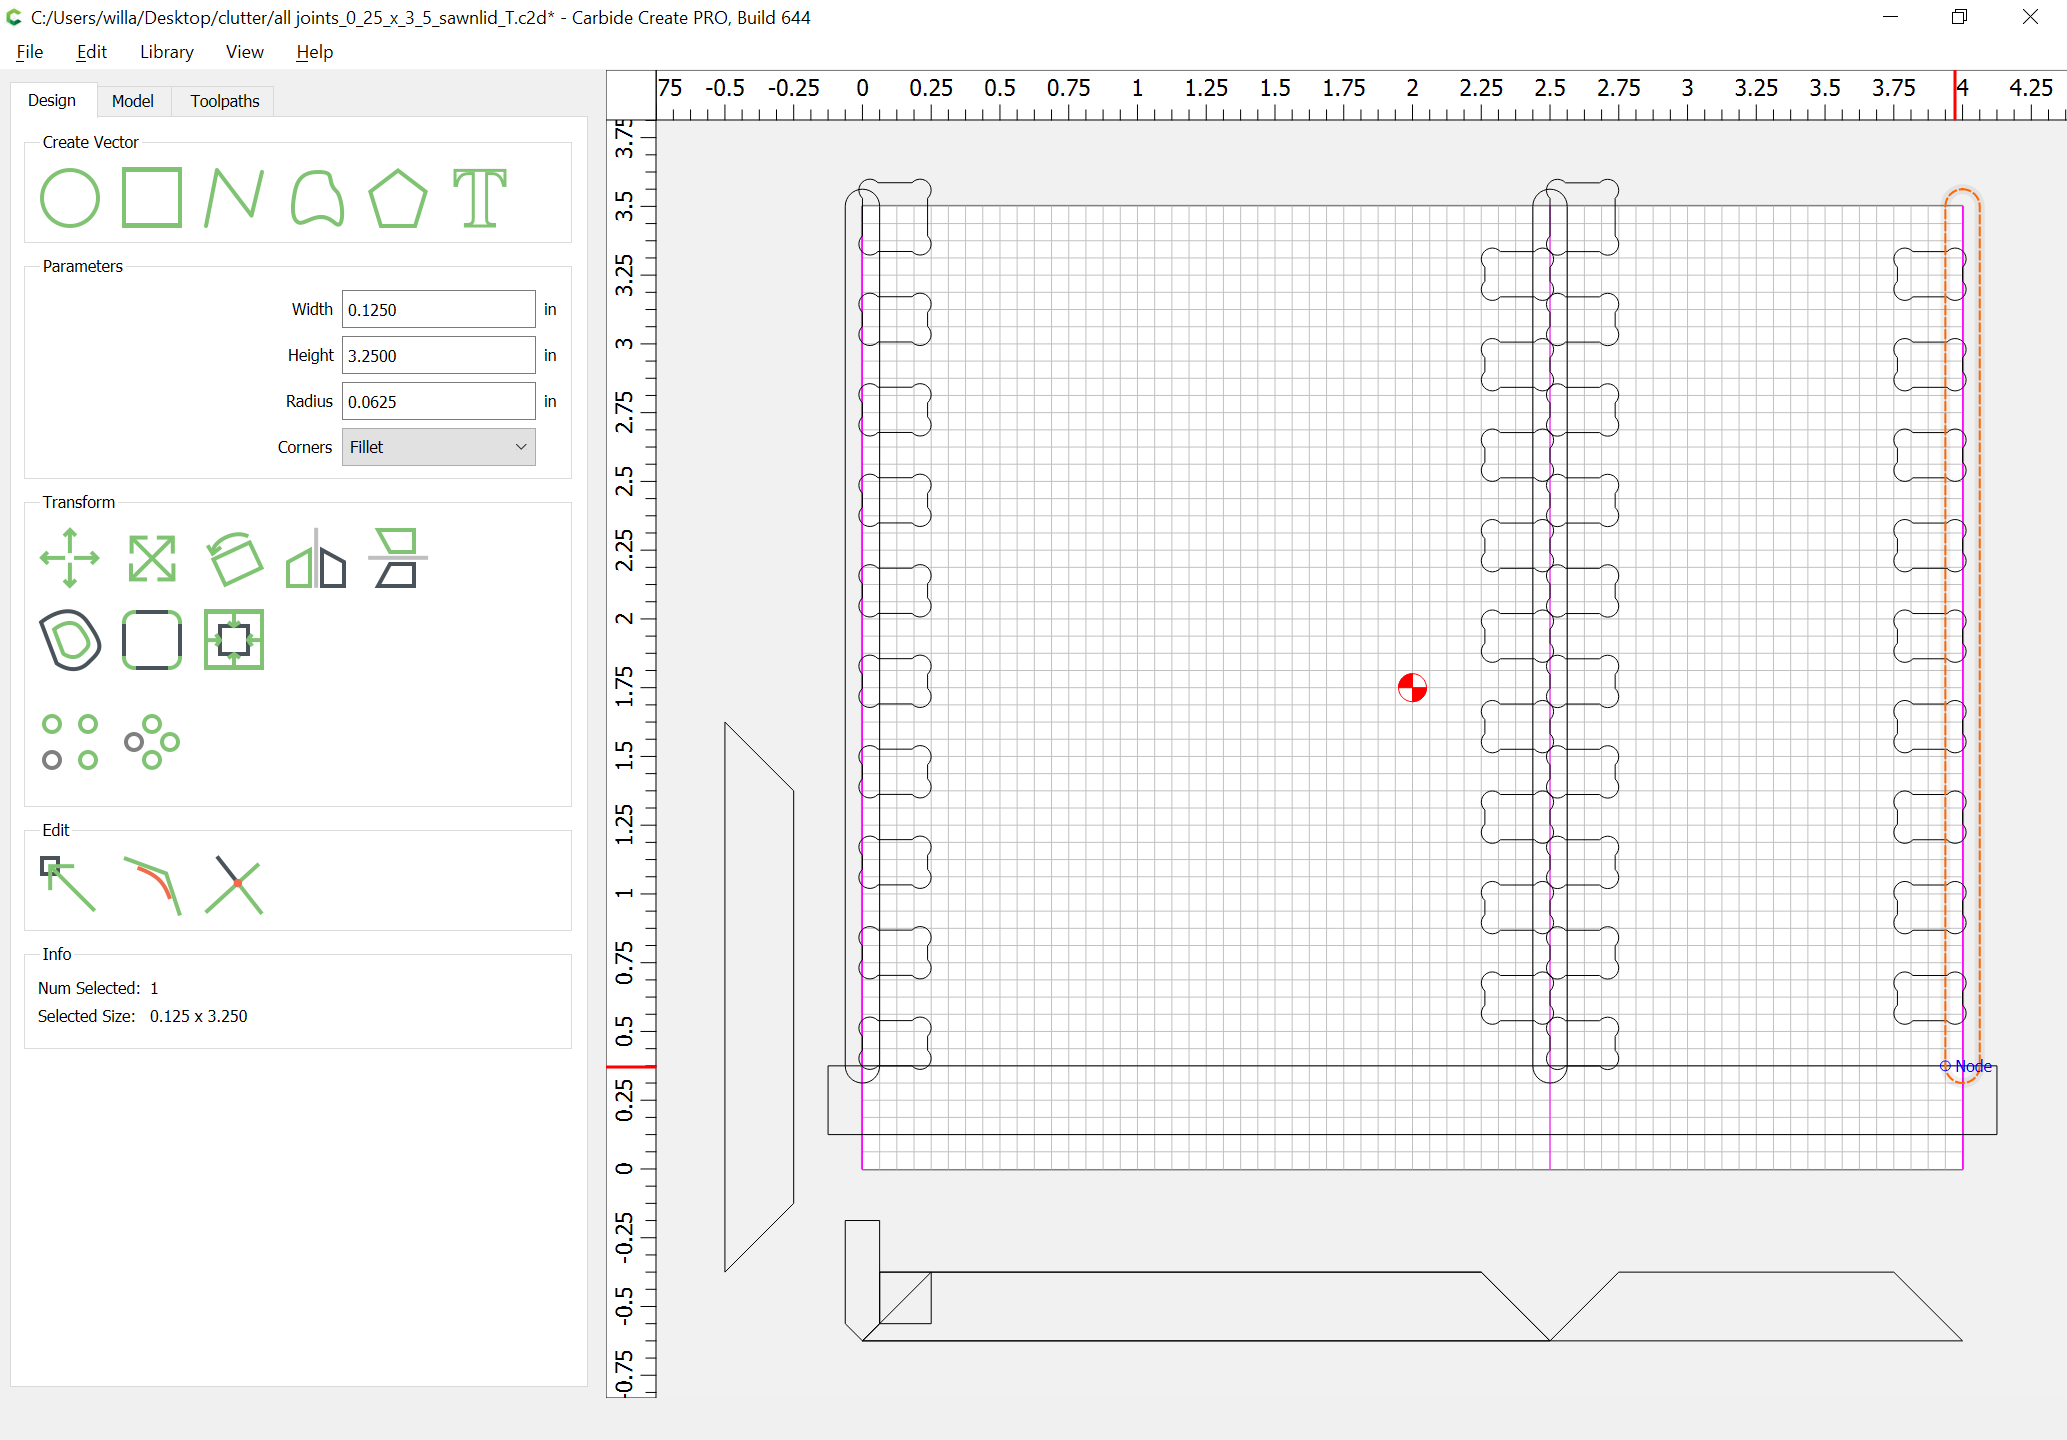 C:/Users/willa/Desktop/clutter/all joints_0_25_x_3_5_sawnlid_T.c2d* - Carbide Create PRO, Build 644
File Edit Library View Help
Design Model Toolpaths
Create Vector
Parameters
Width 0.1250 in
Height 3.2500 in
Radius 0.0625 in
Corners Fillet
Transform
Edit
Info
Num Selected: 1
Selected Size: 0.125 x 3.250
75 -0.5 -0.25 0 0.25 0.5 0.75 1 1.25 1.5 1.75 2 2.25 2.5 2.75 3 3.25 3.5 3.75 4 4.25
3.75
3.5
3.25
3
2.75
2.5
2.25
2
1.75
1.5
1.25
1
0.75
0.5
0.25
0
-0.25
-0.5
-0.75
Node